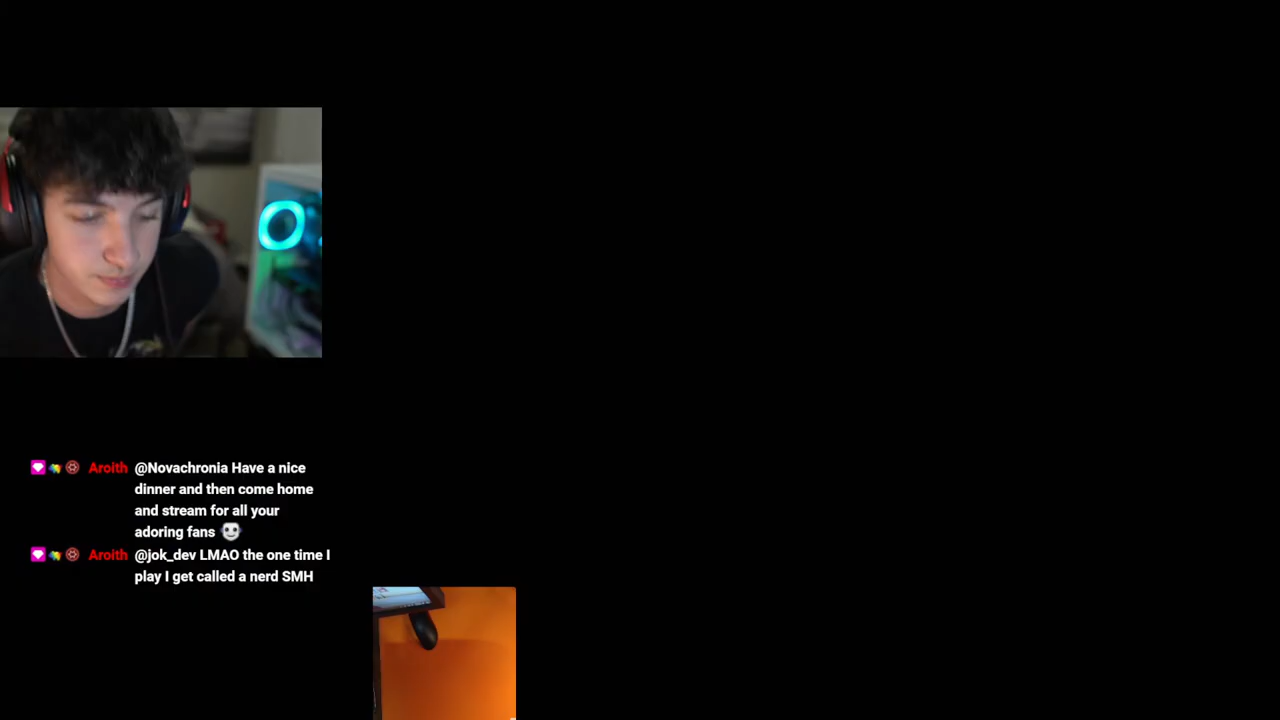 Aroith @Novachronia Have a nice
dinner and then come home
and stream for all your
adoring fans
Aroith @jok_dev LMAO the one time I
play I get called a nerd SMH